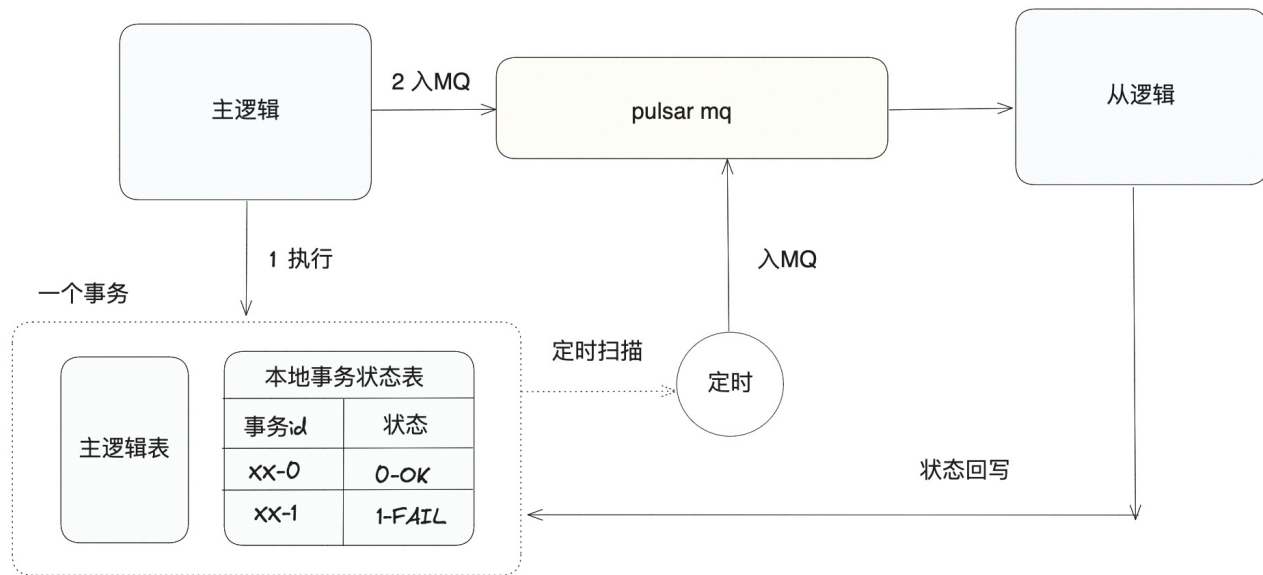 主逻辑
2 入MQ
pulsar mq
从逻辑
1 执行
入MQ
一个事务
定时扫描
定时
本地事务状态表
事务id
状态
主逻辑表
xx-0
0-OK
xx-1
1-FAIL
状态回写